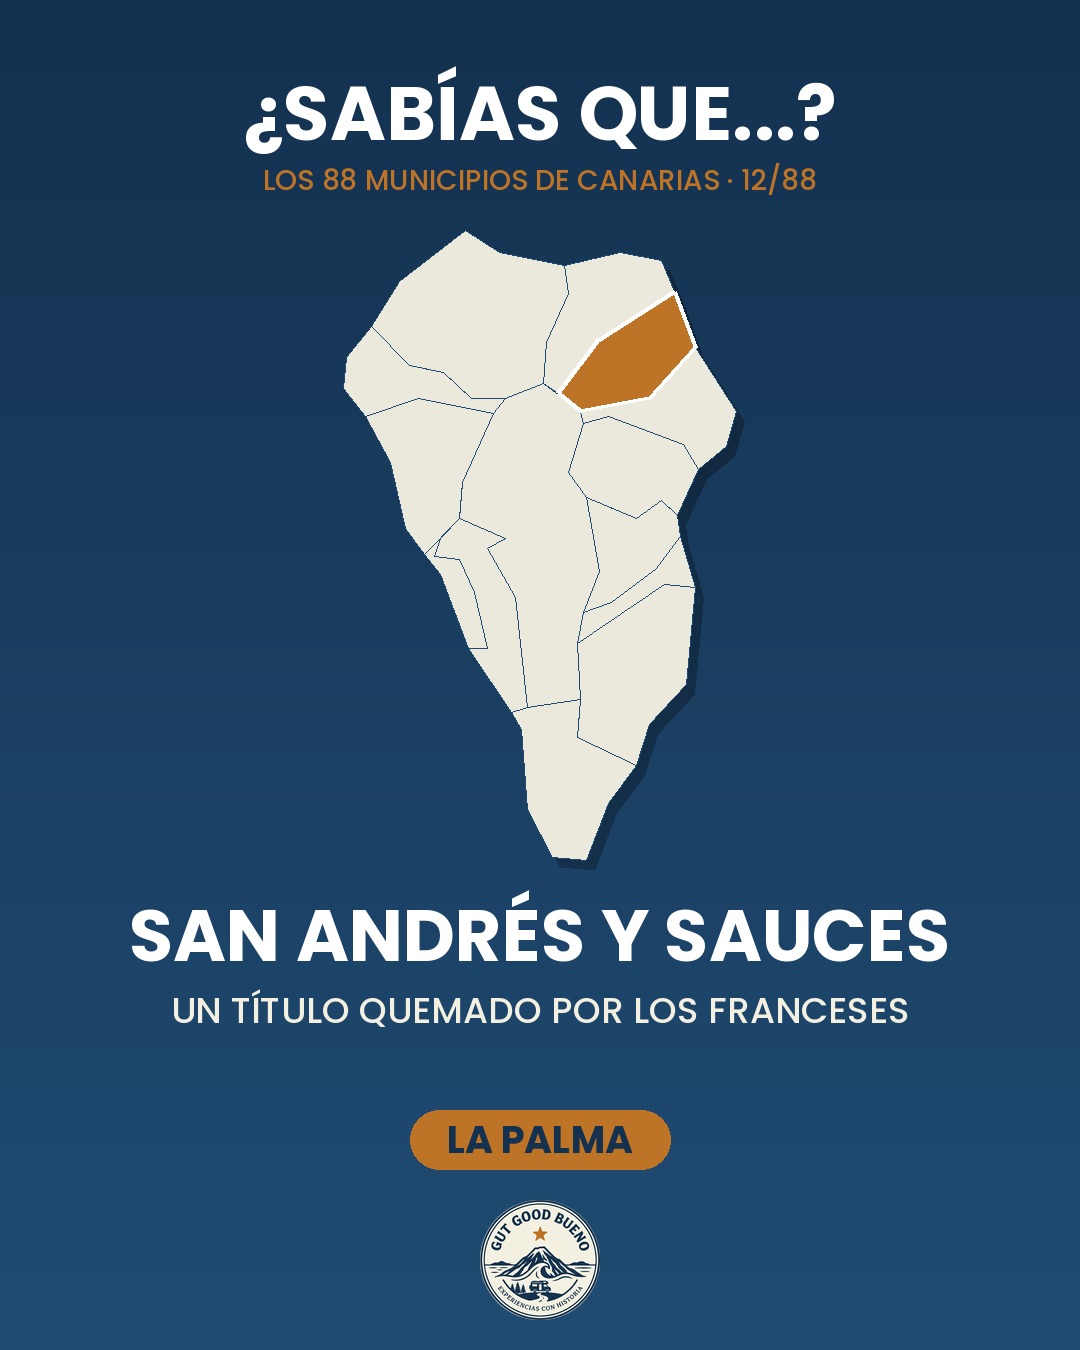 ¿SABÍAS QUE...?
LOS 88 MUNICIPIOS DE CANARIAS · 12/88
SAN ANDRÉS Y SAUCES
UN TÍTULO QUEMADO POR LOS FRANCESES
LA PALMA
GUT GOOD BUENO
EXPERIENCIAS CON HISTORIA